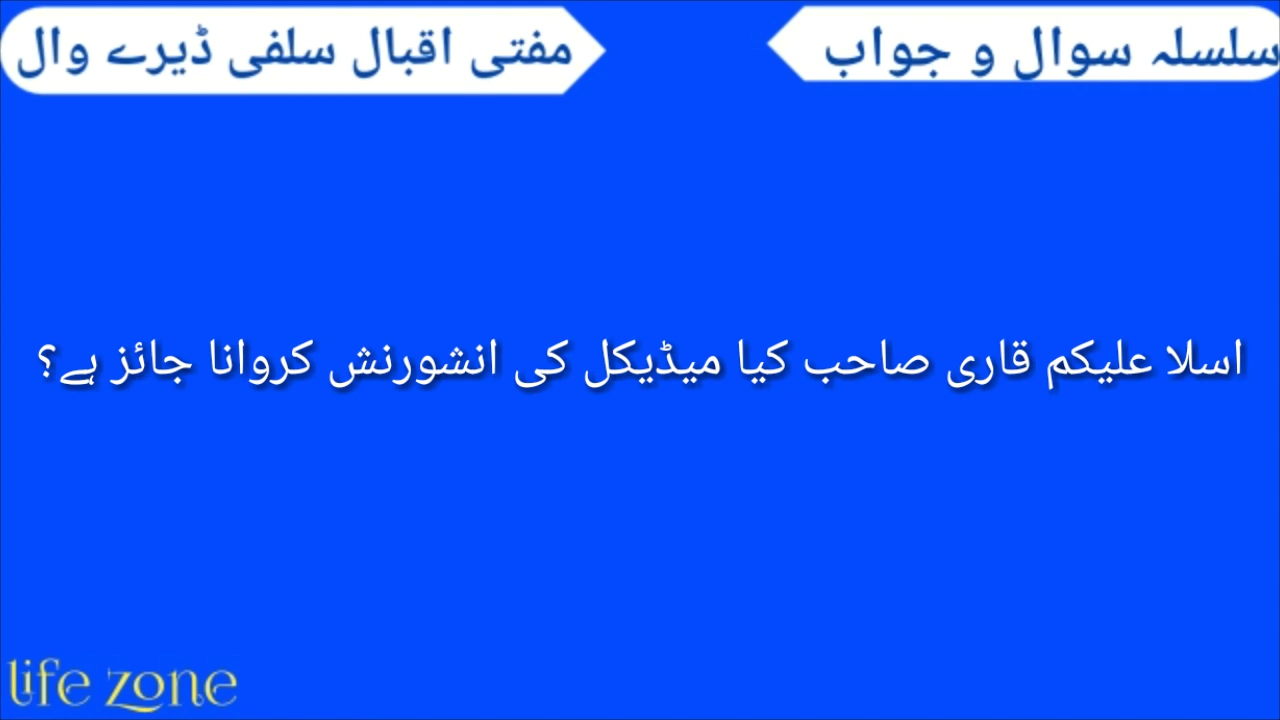 سلسلہ سوال و جواب
مفتی اقبال سلفی ڈیرے وال
اسلا علیکم قاری صاحب کیا میڈیکل کی انشورنش کروانا جائز ہے؟
life zone